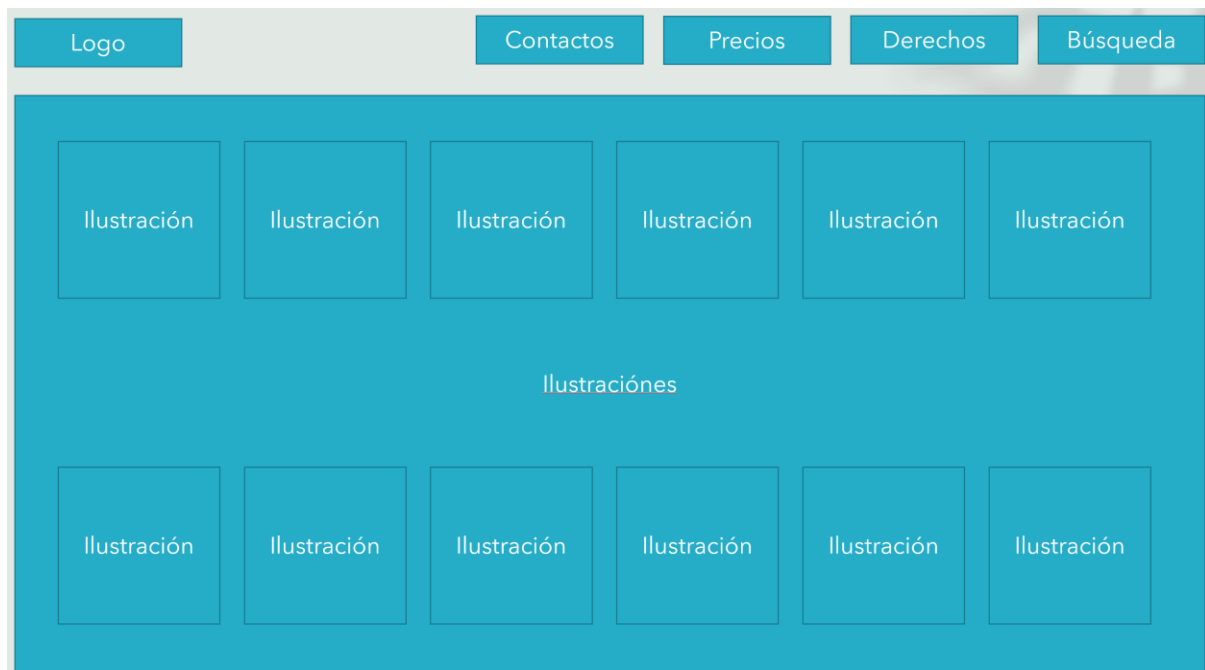 Logo
Contactos
Precios
Derechos
Búsqueda
Ilustración
Ilustración
Ilustración
Ilustración
Ilustración
Ilustración
Ilustraciónes
Ilustración
Ilustración
Ilustración
Ilustración
Ilustración
Ilustración